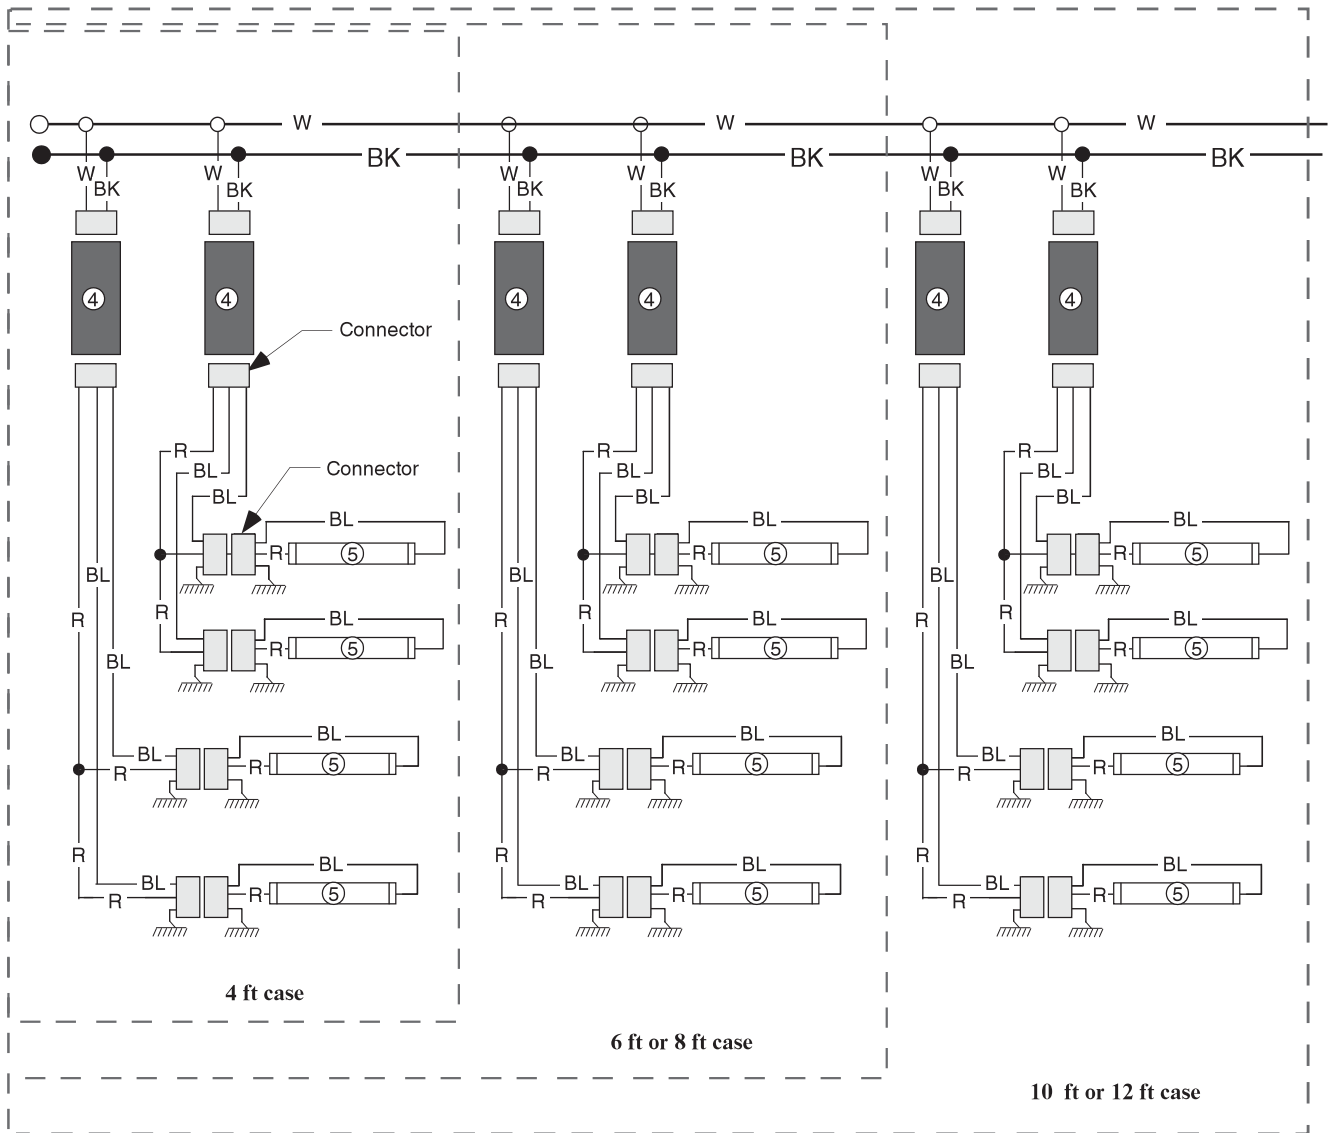 W W W
BK BK BK
W W W W W W
BK BK BK BK BK BK
4 4 4 4 4 4
Connector
R R R
Connector
BL BL BL
BL BL BL
BL BL BL
R 5 R 5 R 5
BL BL BL
R R R
R BL R BL R BL
R 5 R 5 R 5
BL BL BL
BL BL BL
BL BL BL
R R 5 R R 5 R R 5
R BL R BL R BL
BL R 5 BL R 5 BL R 5
R R R
4 ft case
6 ft or 8 ft case
10 ft or 12 ft case